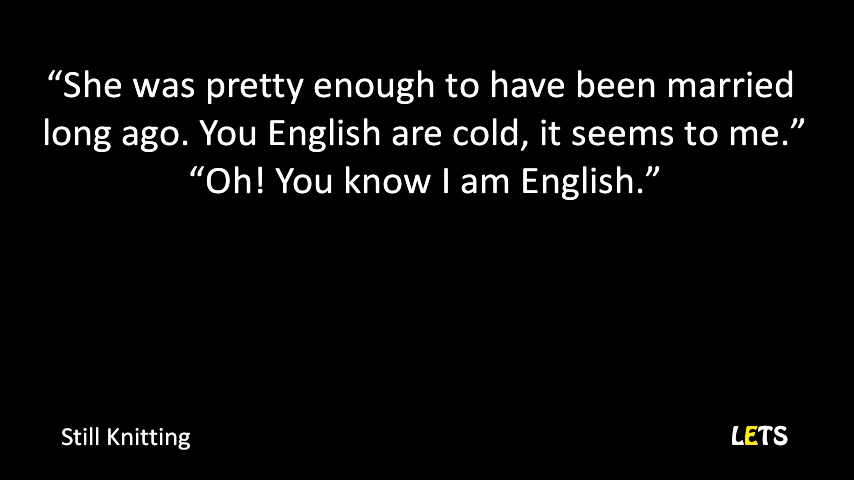 “She was pretty enough to have been married
long ago. You English are cold, it seems to me.”
“Oh! You know I am English.”
Still Knitting
LETS